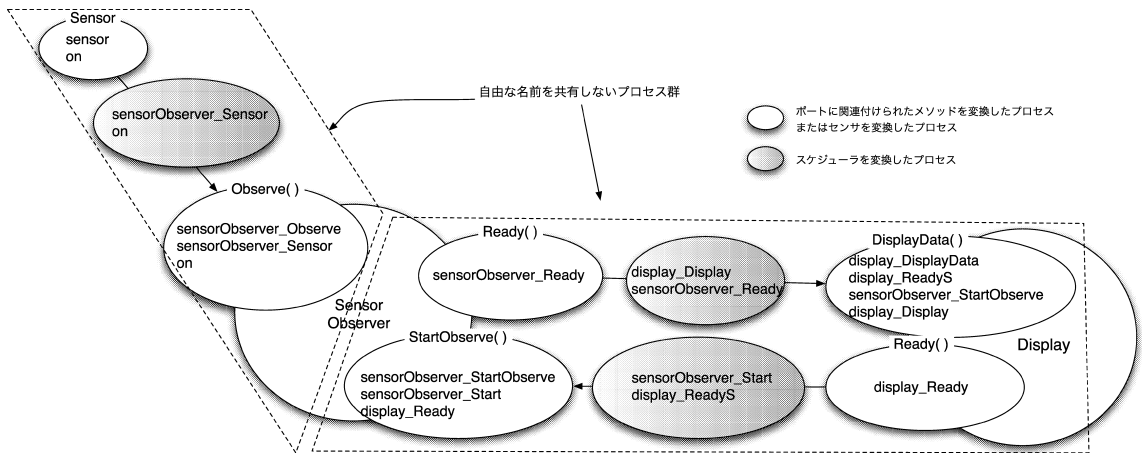 Sensor
sensor
on
sensorObserver_Sensor
on
自由な名前を共有しないプロセス群
ポートに関連付けられたメソッドを変換したプロセス
またはセンサを変換したプロセス
スケジューラを変換したプロセス
Observe( )
sensorObserver_Observe
sensorObserver_Sensor
on
Sensor
Observer
Ready( )
sensorObserver_Ready
display_Display
sensorObserver_Ready
DisplayData( )
display_DisplayData
display_ReadyS
sensorObserver_StartObserve
display_Display
StartObserve( )
sensorObserver_StartObserve
sensorObserver_Start
display_Ready
sensorObserver_Start
display_ReadyS
Ready( )
display_Ready
Display